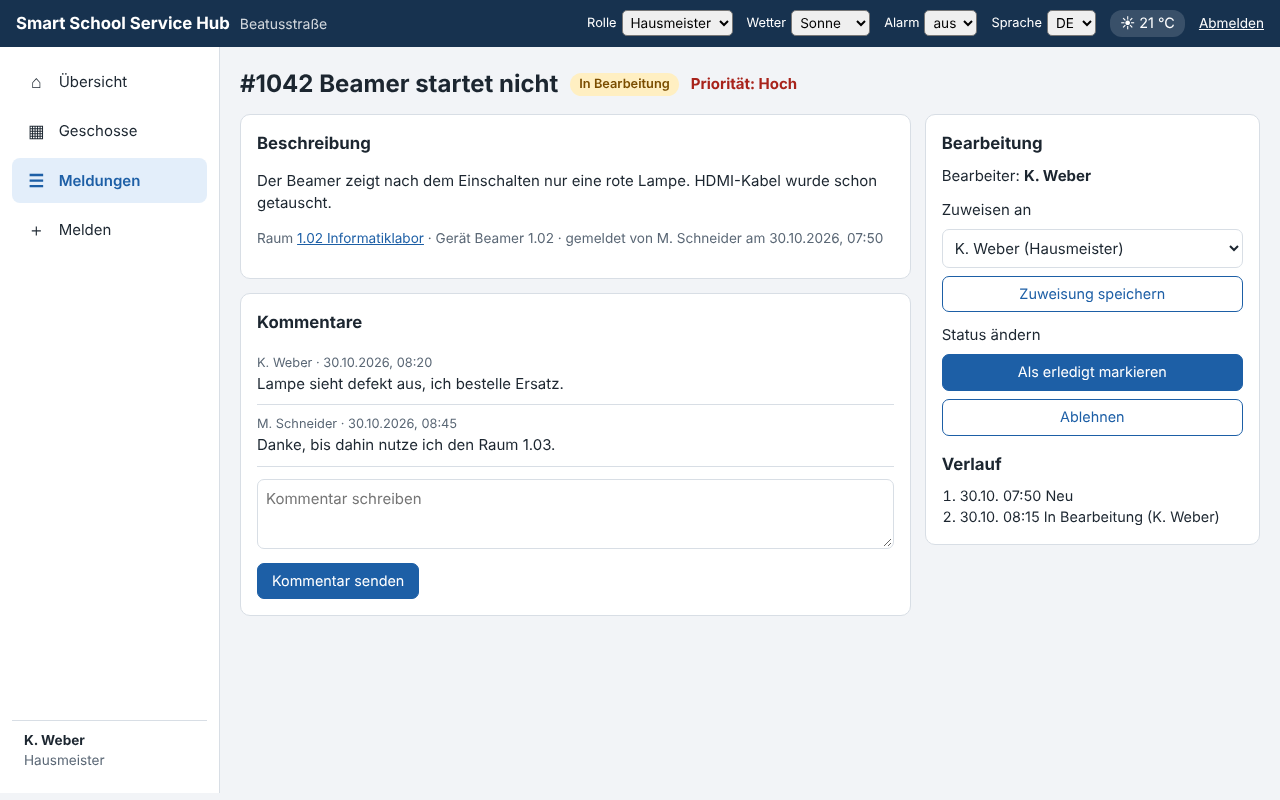 Smart School Service Hub Beatusstraße
Rolle Hausmeister Wetter Sonne Alarm aus Sprache DE ☀ 21 °C Abmelden
Übersicht
Geschosse
Meldungen
Melden
K. Weber
Hausmeister
#1042 Beamer startet nicht In Bearbeitung Priorität: Hoch
Beschreibung
Der Beamer zeigt nach dem Einschalten nur eine rote Lampe. HDMI-Kabel wurde schon
getauscht.
Raum 1.02 Informatiklabor · Gerät Beamer 1.02 · gemeldet von M. Schneider am 30.10.2026, 07:50
Kommentare
K. Weber · 30.10.2026, 08:20
Lampe sieht defekt aus, ich bestelle Ersatz.
M. Schneider · 30.10.2026, 08:45
Danke, bis dahin nutze ich den Raum 1.03.
Kommentar schreiben
Kommentar senden
Bearbeitung
Bearbeiter: K. Weber
Zuweisen an
K. Weber (Hausmeister)
Zuweisung speichern
Status ändern
Als erledigt markieren
Ablehnen
Verlauf
1. 30.10. 07:50 Neu
2. 30.10. 08:15 In Bearbeitung (K. Weber)